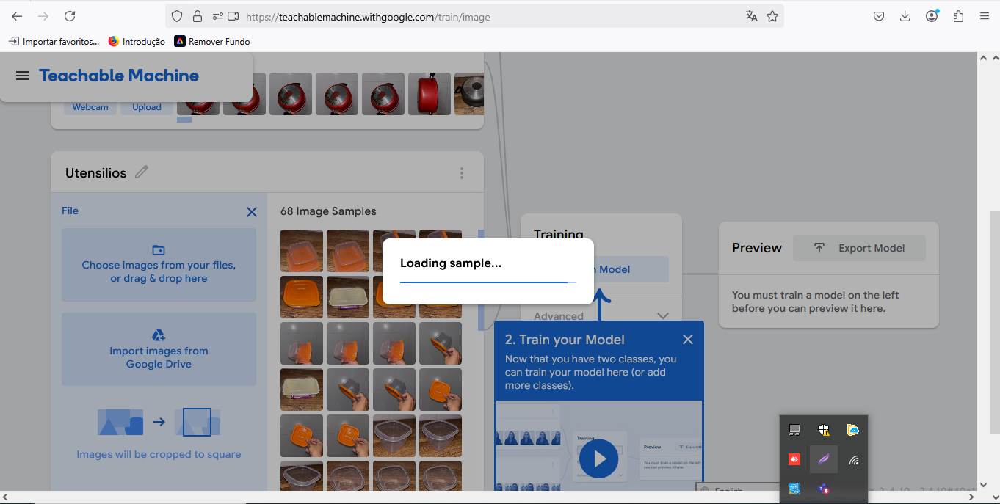 https://teachablemachine.withgoogle.com/train/image
Importar favoritos...
Introdução
Remover Fundo
Teachable Machine
Webcam
Upload
Utensilios
File
68 Image Samples
Choose images from your files,
or drag & drop here
Import images from
Google Drive
Images will be cropped to square
Loading sample...
Training
Model
Advanced
Preview
Export Model
You must train a model on the left
before you can preview it here.
2. Train your Model
Now that you have two classes, you
can train your model here (or add
more classes).
Training
Preview
Export M
You must train a model on the left
you can preview it here.
English